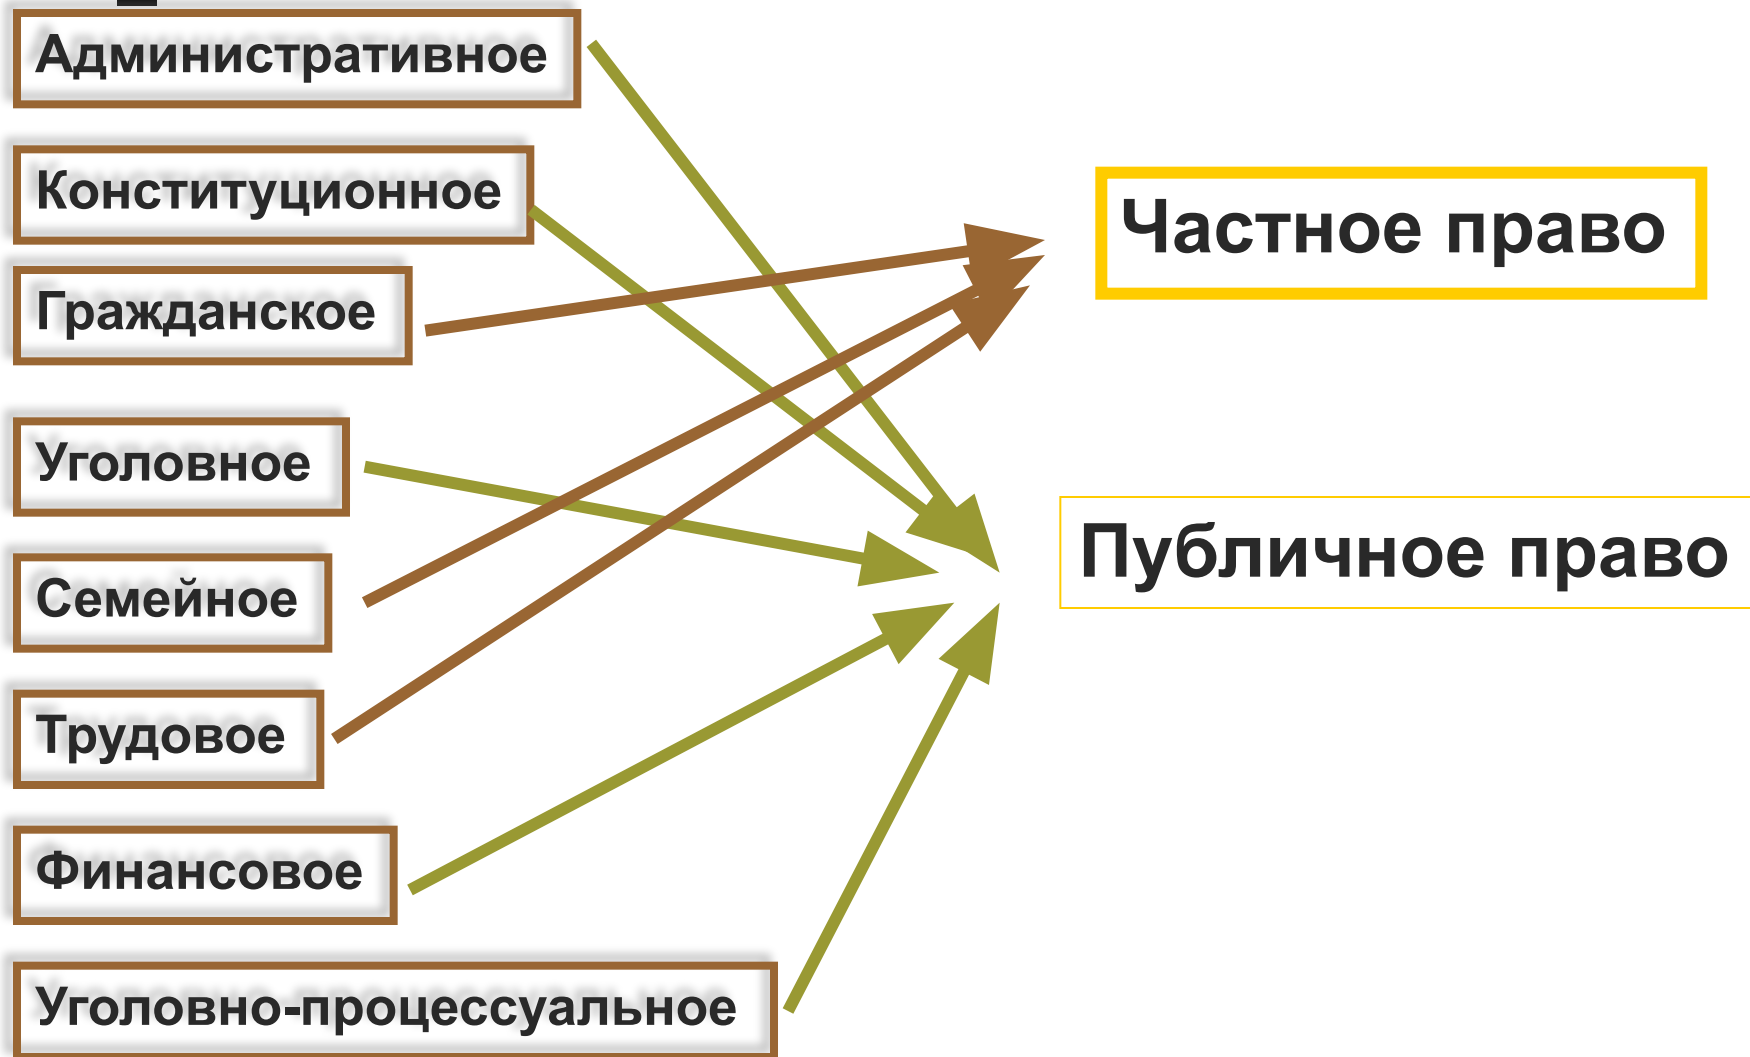 Административное
Конституционное
Гражданское
Уголовное
Семейное
Трудовое
Финансовое
Уголовно-процессуальное
Частное право
Публичное право